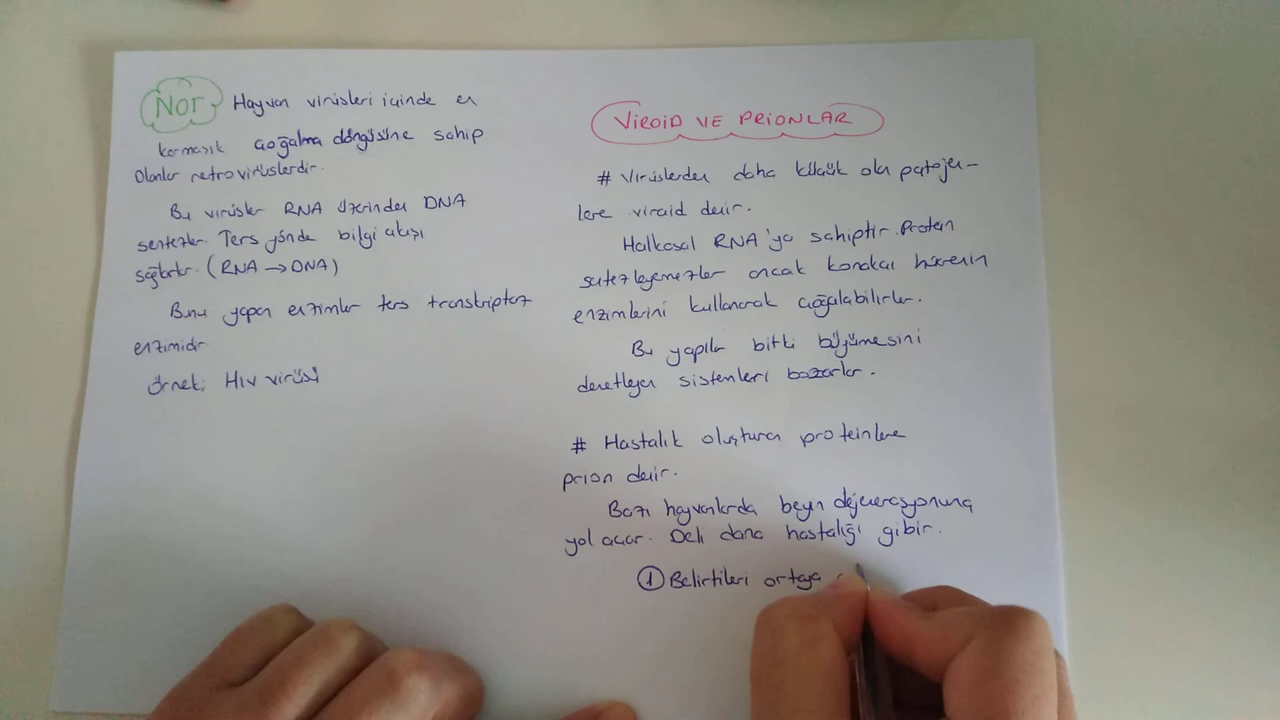 NOT Hayvan virüsleri içinde en
karmaşık çoğalma döngüsüne sahip
Olanlar retrovirüslerdir.
Bu virüsler RNA üzerinden DNA
sentezler. Ters yönde bilgi akışı
sağlarlar. (RNA → DNA)
Bunu yapan enzimler ters transkriptaz
enzimidir
Örnek; HIV virüsü
VİROİD VE PRİONLAR
# Virüslerden daha küçük olan patojen-
lere viroid denir.
Halkasal RNA'ya sahiptir. Protein
sentezleyemezler ancak konakçı hücrenin
enzimlerini kullanarak çoğalabilirler.
Bu yapılar bitki büyümesini
denetleyen sistemleri bozarlar.
# Hastalık oluşturan proteinlere
prion denir.
Bazı hayvanlarda beyin dejenerasyonuna
yol açar. Deli dana hastalığı gibi.
① Belirtileri ortaya